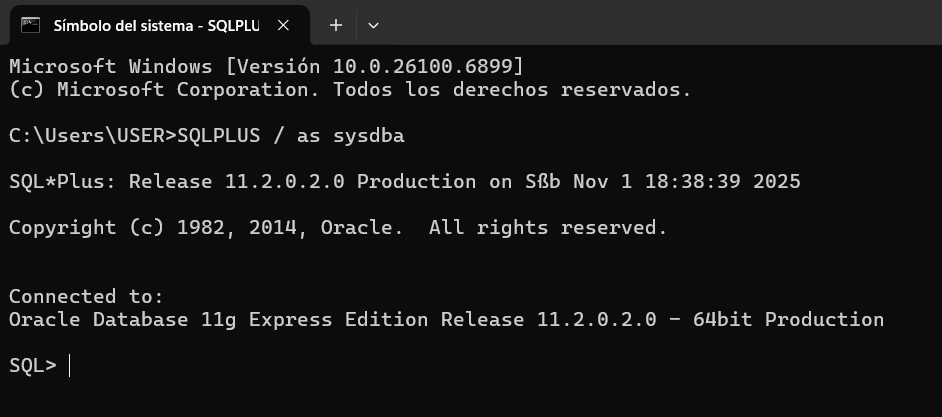 Símbolo del sistema - SQLPLU
Microsoft Windows [Versión 10.0.26100.6899]
(c) Microsoft Corporation. Todos los derechos reservados.
C:\Users\USER>SQLPLUS / as sysdba
SQL*Plus: Release 11.2.0.2.0 Production on Sßb Nov 1 18:38:39 2025
Copyright (c) 1982, 2014, Oracle.  All rights reserved.
Connected to:
Oracle Database 11g Express Edition Release 11.2.0.2.0 - 64bit Production
SQL>